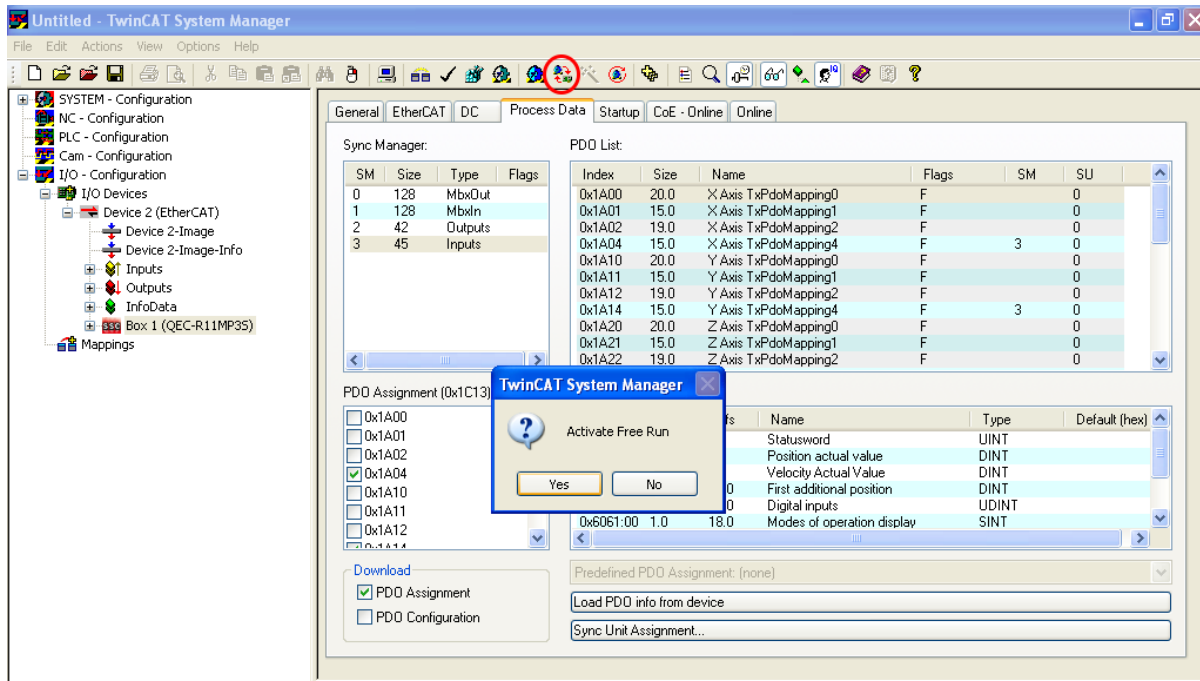 Untitled - TwinCAT System Manager
File Edit Actions View Options Help
SYSTEM - Configuration
NC - Configuration
PLC - Configuration
Cam - Configuration
I/O - Configuration
I/O Devices
Device 2 (EtherCAT)
Device 2-Image
Device 2-Image-Info
Inputs
Outputs
InfoData
Box 1 (QEC-R11MP3S)
Mappings
General EtherCAT DC Process Data Startup CoE - Online Online
Sync Manager:
SM Size Type Flags
0 128 MbxOut
1 128 MbxIn
2 42 Outputs
3 45 Inputs
PDO List:
Index Size Name Flags SM SU
0x1A00 20.0 X Axis TxPdoMapping0 F 0
0x1A01 15.0 X Axis TxPdoMapping1 F 0
0x1A02 19.0 X Axis TxPdoMapping2 F 0
0x1A04 15.0 X Axis TxPdoMapping4 F 3 0
0x1A10 20.0 Y Axis TxPdoMapping0 F 0
0x1A11 15.0 Y Axis TxPdoMapping1 F 0
0x1A12 19.0 Y Axis TxPdoMapping2 F 0
0x1A14 15.0 Y Axis TxPdoMapping4 F 3 0
0x1A20 20.0 Z Axis TxPdoMapping0 F 0
0x1A21 15.0 Z Axis TxPdoMapping1 F 0
0x1A22 19.0 Z Axis TxPdoMapping2 F 0
PDO Assignment (0x1C13)
0x1A00
0x1A01
0x1A02
0x1A04
0x1A10
0x1A11
0x1A12
0x1A14
TwinCAT System Manager
Activate Free Run
Yes No
Name Type Default (hex)
Statusword UINT
Position actual value DINT
Velocity Actual Value DINT
First additional position DINT
Digital inputs UDINT
0x6061:00 1.0 18.0 Modes of operation display SINT
Download
PDO Assignment
PDO Configuration
Predefined PDO Assignment: (none)
Load PDO info from device
Sync Unit Assignment...